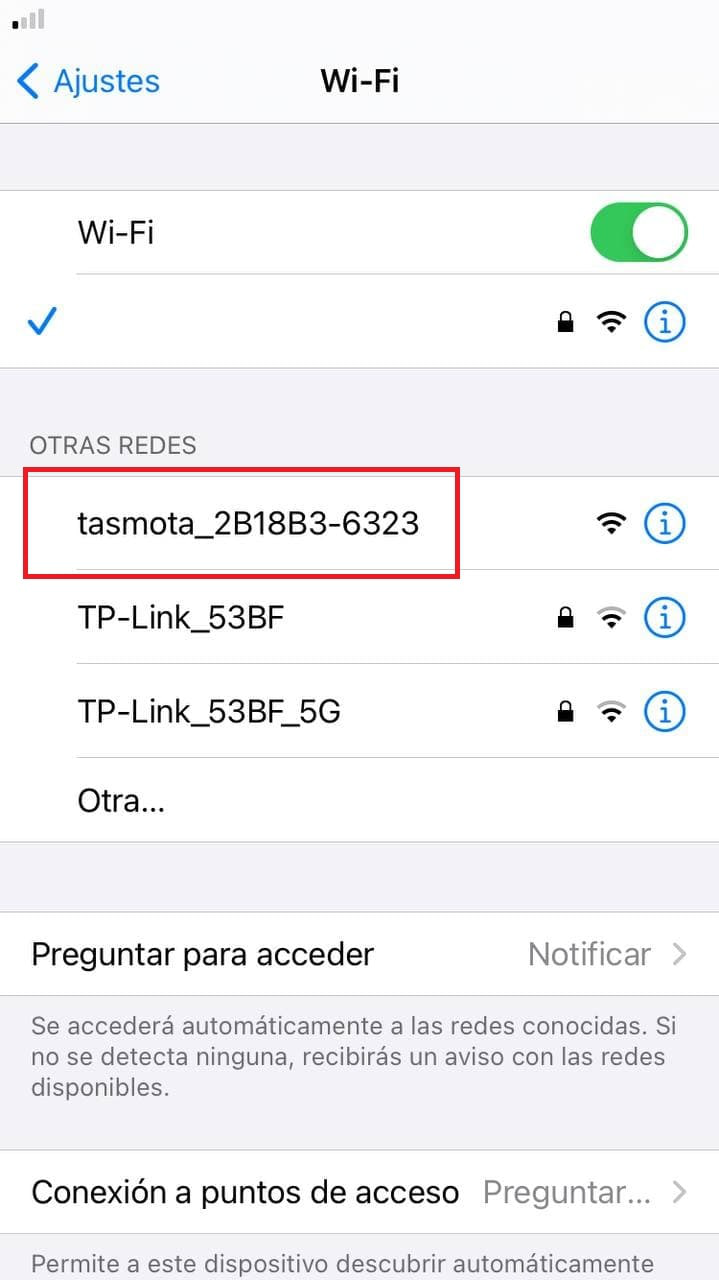 Ajustes
Wi-Fi
Wi-Fi
OTRAS REDES
tasmota_2B18B3-6323
TP-Link_53BF
TP-Link_53BF_5G
Otra...
Preguntar para acceder Notificar
Se accederá automáticamente a las redes conocidas. Si
no se detecta ninguna, recibirás un aviso con las redes
disponibles.
Conexión a puntos de acceso Preguntar...
Permite a este dispositivo descubrir automáticamente